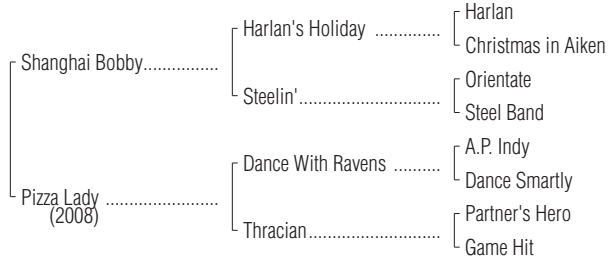 Harlan
Harlan's Holiday ..............
Christmas in Aiken
Shanghai Bobby................
Orientate
Steelin'..............................
Steel Band
A.P. Indy
Dance With Ravens ..........
Dance Smartly
Pizza Lady ........................
(2008)
Partner's Hero
Thracian............................
Game Hit